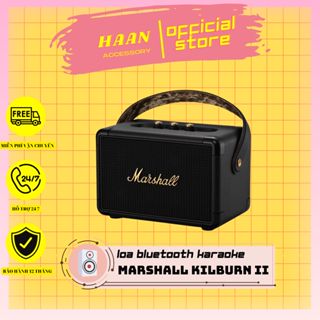 HAAN
ACCESSORY
official
store
FREE
MIỄN PHÍ VẬN CHUYỂN
24/7
HỖ TRỢ 24 7
BẢO HÀNH 12 THÁNG
Marshall
loa bluetooth karaoke
MARSHALL KILBURN II